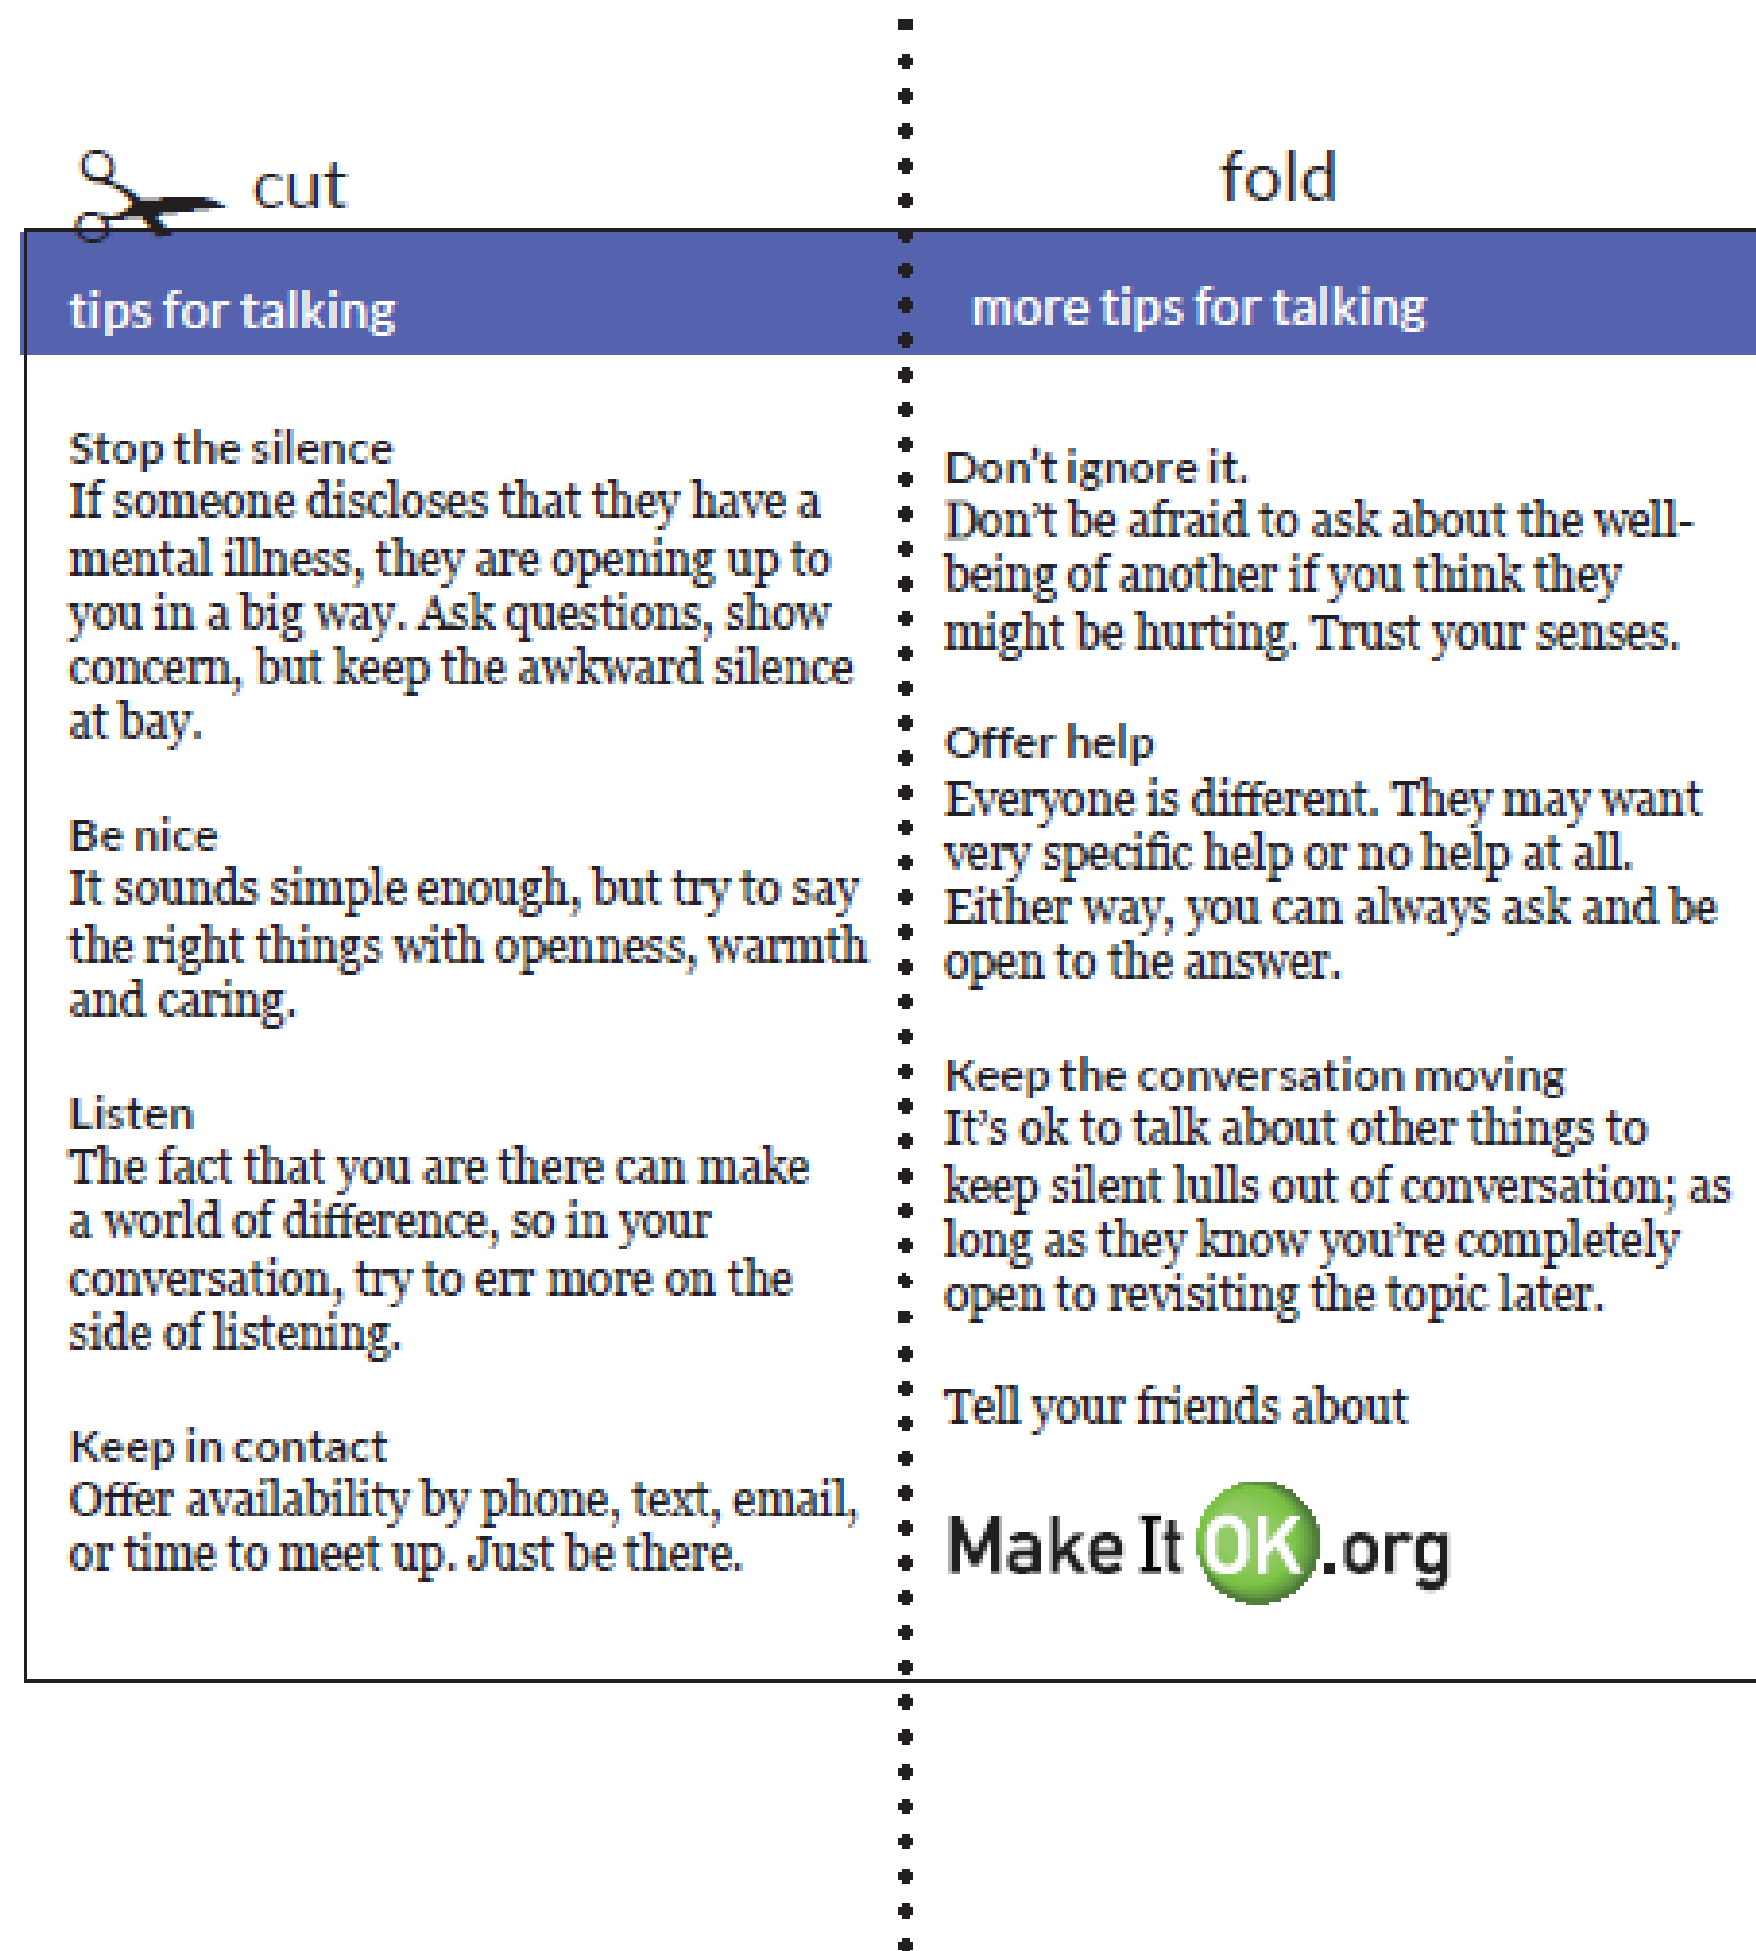 cut
fold
tips for talking
Stop the silence
If someone discloses that they have a
mental illness, they are opening up to
you in a big way. Ask questions, show
concern, but keep the awkward silence
at bay.
Be nice
It sounds simple enough, but try to say
the right things with openness, warmth
and caring.
Listen
The fact that you are there can make
a world of difference, so in your
conversation, try to err more on the
side of listening.
Keep in contact
Offer availability by phone, text, email,
or time to meet up. Just be there.
more tips for talking
Don't ignore it.
Don't be afraid to ask about the well-
being of another if you think they
might be hurting. Trust your senses.
Offer help
Everyone is different. They may want
very specific help or no help at all.
Either way, you can always ask and be
open to the answer.
Keep the conversation moving
It's ok to talk about other things to
keep silent lulls out of conversation; as
long as they know you're completely
open to revisiting the topic later.
Tell your friends about
Make It OK.org